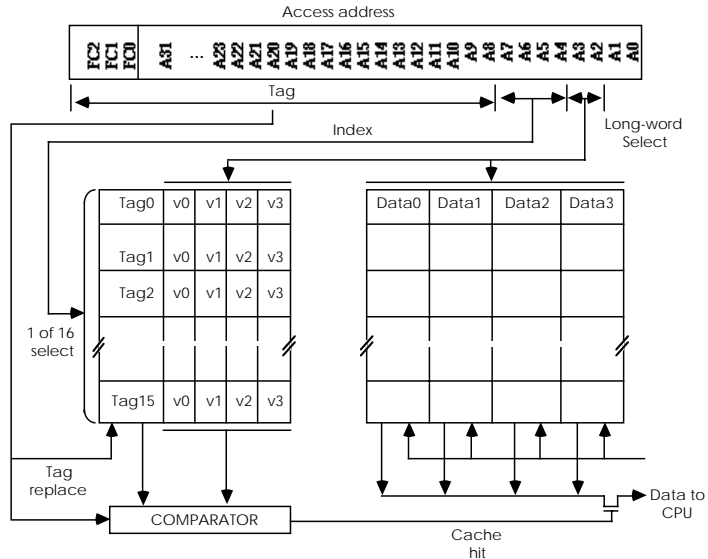 Access address
FC2 FC1 FC0 A31 ... A23 A22 A21 A20 A19 A18 A17 A16 A15 A14 A13 A12 A11 A10 A9 A8 A7 A6 A5 A4 A3 A2 A1 A0
Tag
Index
Long-word
Select
Tag0 v0 v1 v2 v3
Data0 Data1 Data2 Data3
Tag1 v0 v1 v2 v3
Tag2 v0 v1 v2 v3
1 of 16
select
Tag15 v0 v1 v2 v3
Tag
replace
COMPARATOR
Cache
hit
Data to
CPU